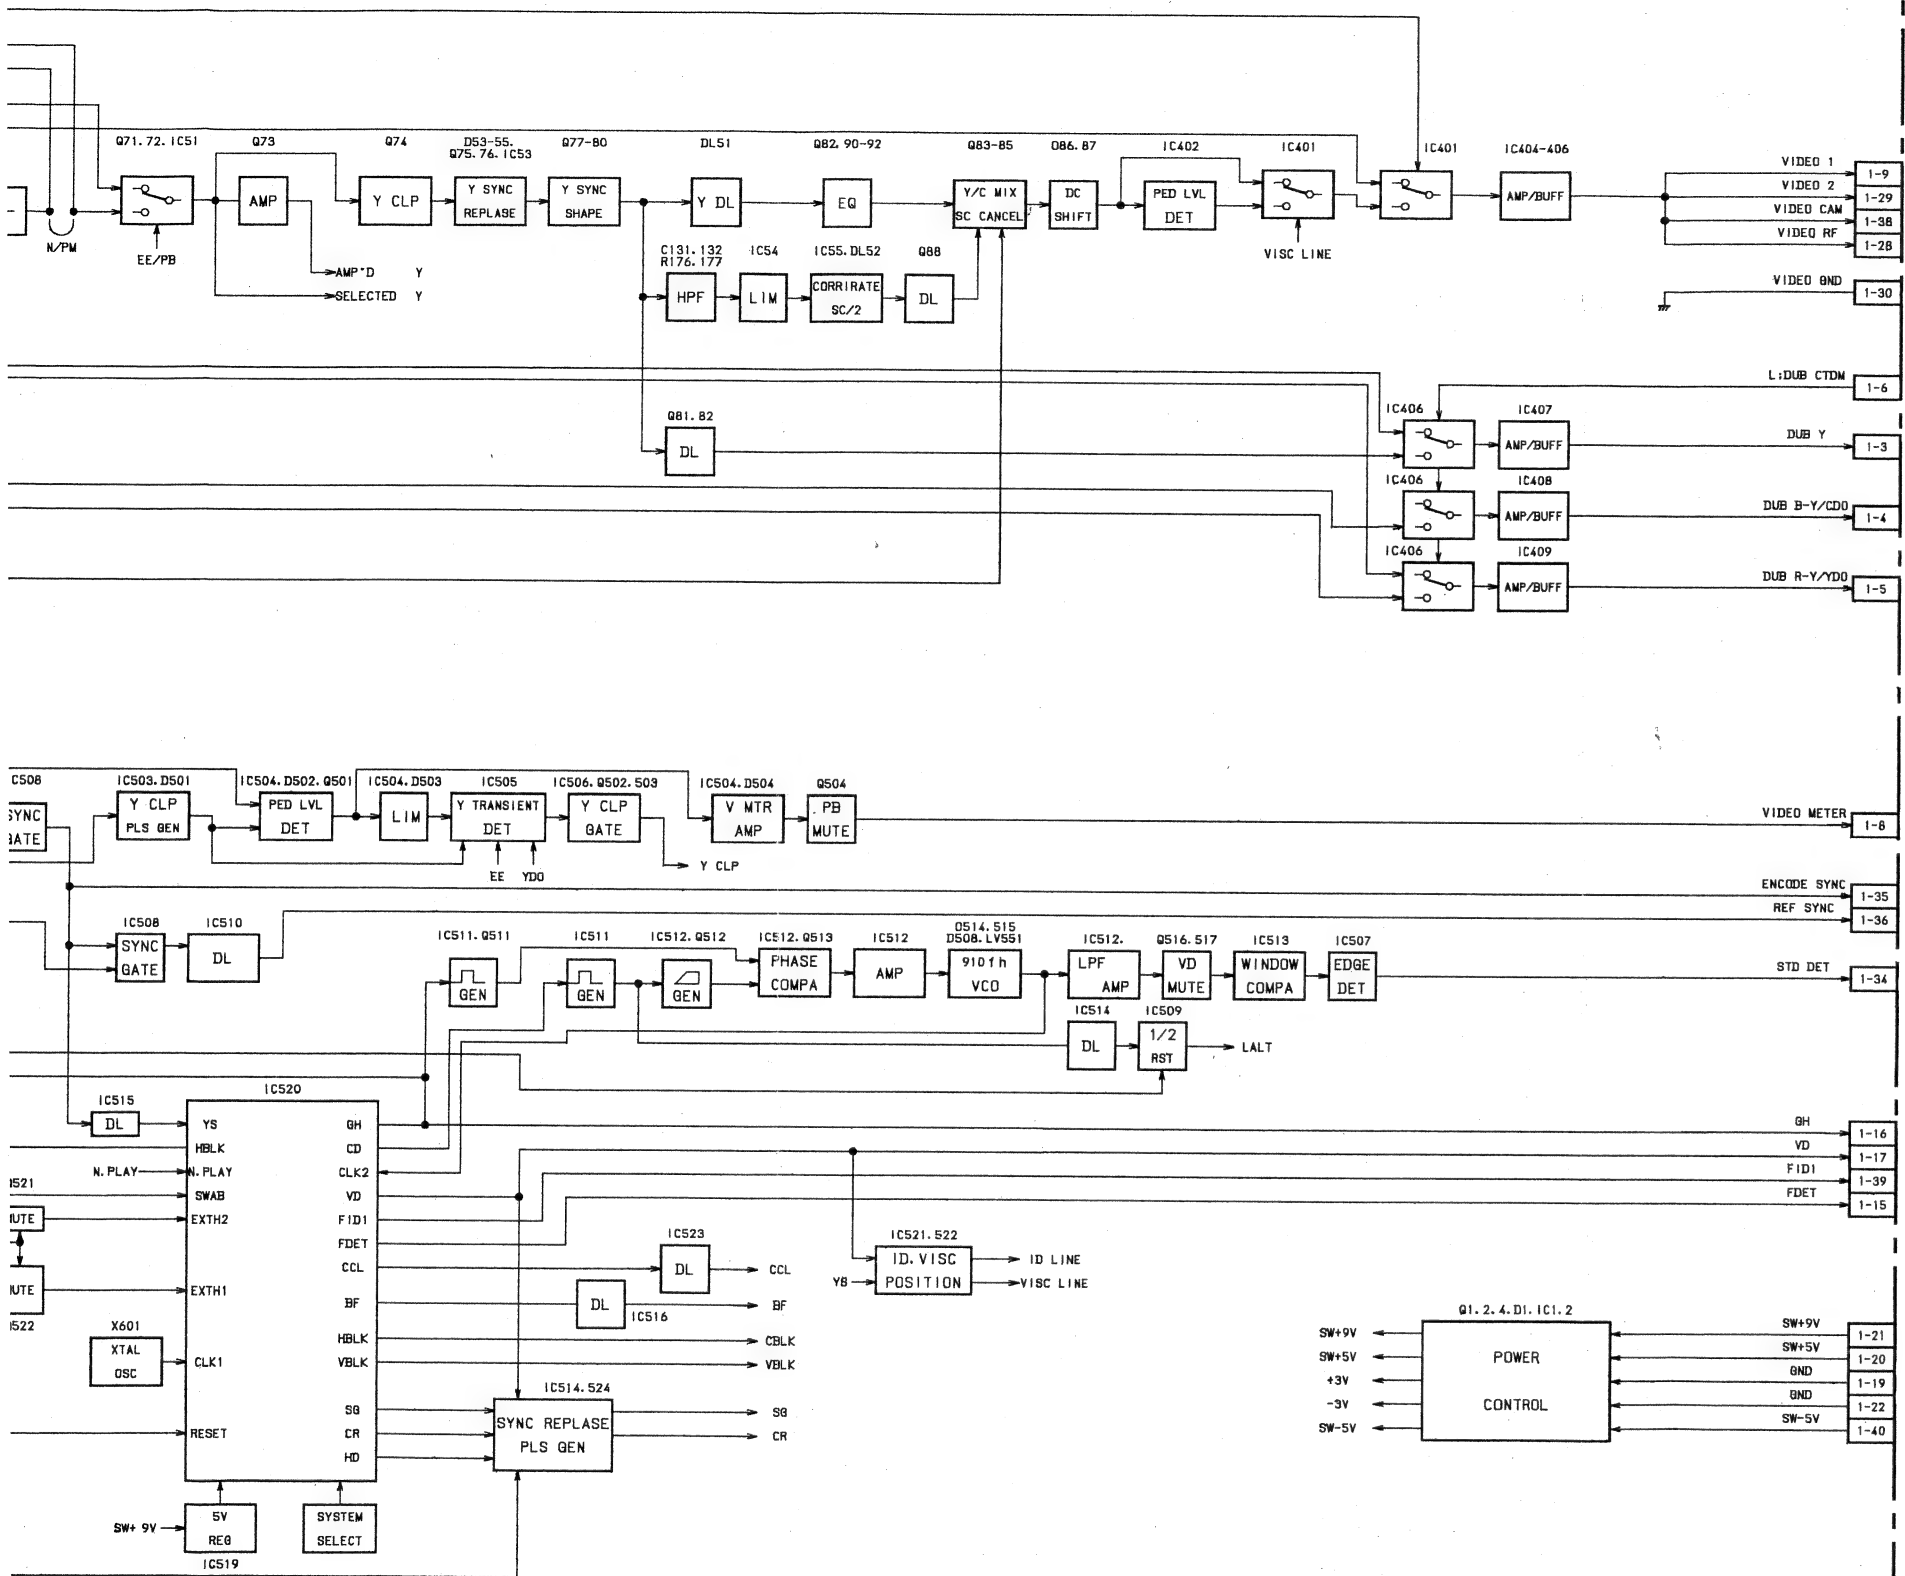 Q71.72.IC51
Q73
Q74
D53-55.
Q75.76.IC53
Q77-80
DL51
Q82.90-92
Q83-85
Q86.87
IC402
IC401
IC401
IC404-406
AMP
Y CLP
Y SYNC
REPLASE
Y SYNC
SHAPE
Y DL
EQ
Y/C MIX
SC CANCEL
DC
SHIFT
PED LVL
DET
AMP/BUFF
VIDEO 1
1-9
VIDEO 2
1-29
VIDEO CAM
1-38
VIDEO RF
1-28
N/PM
EE/PB
VISC LINE
AMP'D Y
SELECTED Y
C131.132
R176.177
IC54
IC55.DL52
Q88
HPF
LIM
CORRIRATE
SC/2
DL
VIDEO GND
1-30
L:DUB CTDM
1-6
Q81.82
DL
IC406
IC407
AMP/BUFF
DUB Y
1-3
IC406
IC408
AMP/BUFF
DUB B-Y/CDO
1-4
IC406
IC409
AMP/BUFF
DUB R-Y/YDO
1-5
C508
IC503.D501
IC504.D502.Q501
IC504.D503
IC505
IC506.Q502.503
IC504.D504
Q504
SYNC
GATE
Y CLP
PLS GEN
PED LVL
DET
LIM
Y TRANSIENT
DET
Y CLP
GATE
V MTR
AMP
PB
MUTE
VIDEO METER
1-8
EE
YDO
Y CLP
ENCODE SYNC
1-35
REF SYNC
1-36
IC508
IC510
SYNC
GATE
DL
IC511.Q511
IC511
IC512.Q512
IC512.Q513
IC512
D514.515
D508.LV551
IC512.
Q516.517
IC513
IC507
GEN
GEN
GEN
PHASE
COMPA
AMP
910fh
VCO
LPF
AMP
VD
MUTE
WINDOW
COMPA
EDGE
DET
STD DET
1-34
IC514
IC509
DL
1/2
RST
LALT
IC515
DL
IC520
YS
HBLK
N.PLAY
N.PLAY
SWAB
EXTH2
EXTH1
CLK1
RESET
GH
CD
CLK2
VD
FID1
FDET
CCL
BF
HBLK
VBLK
SG
CR
HD
GH
1-16
VD
1-17
FID1
1-39
FDET
1-15
521
UTE
UTE
522
X601
XTAL
OSC
IC523
DL
CCL
DL
IC516
BF
CBLK
VBLK
IC521.522
ID.VISC
POSITION
YS
ID LINE
VISC LINE
IC514.524
SYNC REPLASE
PLS GEN
SG
CR
SW+ 9V
5V
REG
IC519
SYSTEM
SELECT
Q1.2.4.D1.IC1.2
POWER
CONTROL
SW+9V
SW+5V
+3V
-3V
SW-5V
SW+9V
1-21
SW+5V
1-20
GND
1-19
GND
1-22
SW-5V
1-40